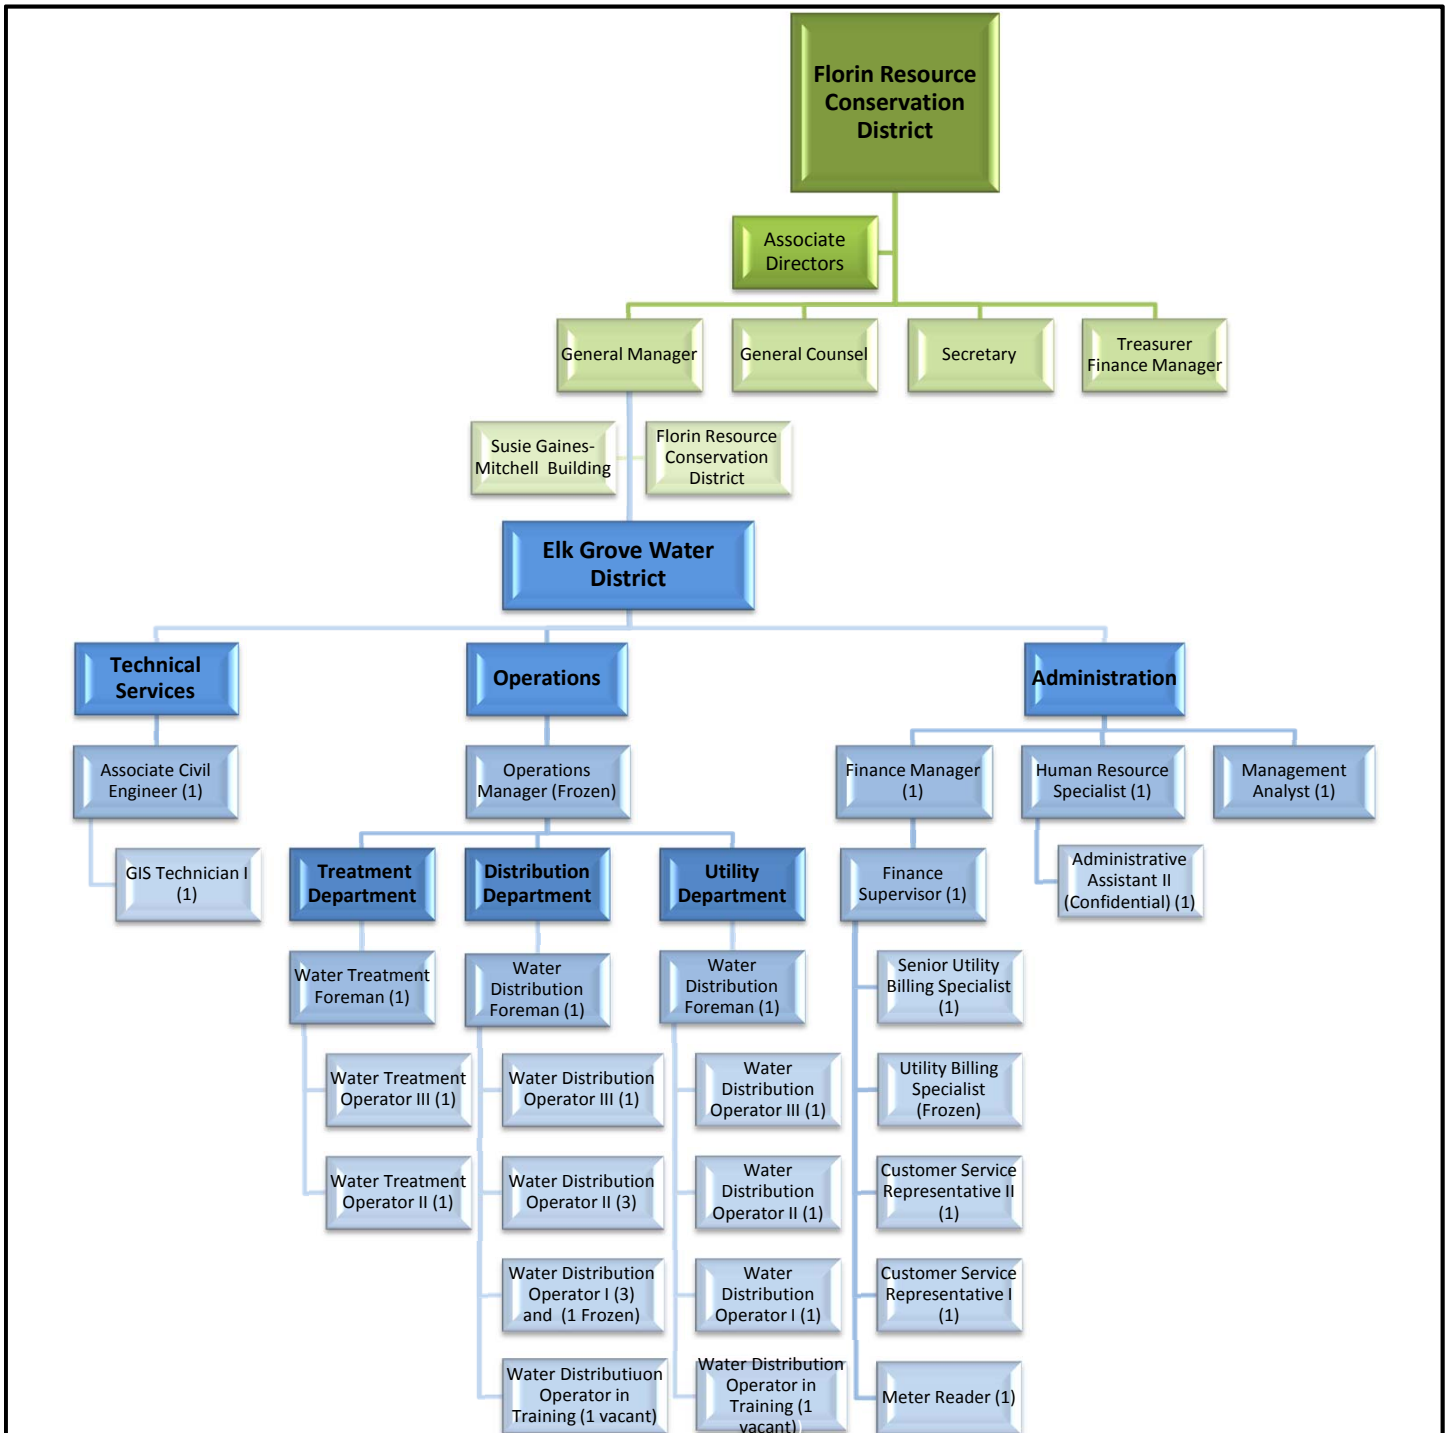 Florin Resource
Conservation
District
Associate
Directors
General Manager
General Counsel
Secretary
Treasurer
Finance Manager
Susie Gaines-
Mitchell  Building
Florin Resource
Conservation
District
Elk Grove Water
District
Technical
Services
Operations
Administration
Associate Civil
Engineer (1)
Operations
Manager (Frozen)
Finance Manager
(1)
Human Resource
Specialist (1)
Management
Analyst (1)
GIS Technician I
(1)
Treatment
Department
Distribution
Department
Utility
Department
Finance
Supervisor (1)
Administrative
Assistant II
(Confidential) (1)
Water Treatment
Foreman (1)
Water
Distribution
Foreman (1)
Water
Distribution
Foreman (1)
Senior Utility
Billing Specialist
(1)
Water Treatment
Operator III (1)
Water Distribution
Operator III (1)
Water
Distribution
Operator III (1)
Utility Billing
Specialist
(Frozen)
Water Treatment
Operator II (1)
Water Distribution
Operator II (3)
Water
Distribution
Operator II (1)
Customer Service
Representative II
(1)
Water Distribution
Operator I (3)
and  (1 Frozen)
Water
Distribution
Operator I (1)
Customer Service
Representative I
(1)
Water Distributiuon
Operator in
Training (1 vacant)
Water Distribution
Operator in
Training (1
vacant)
Meter Reader (1)